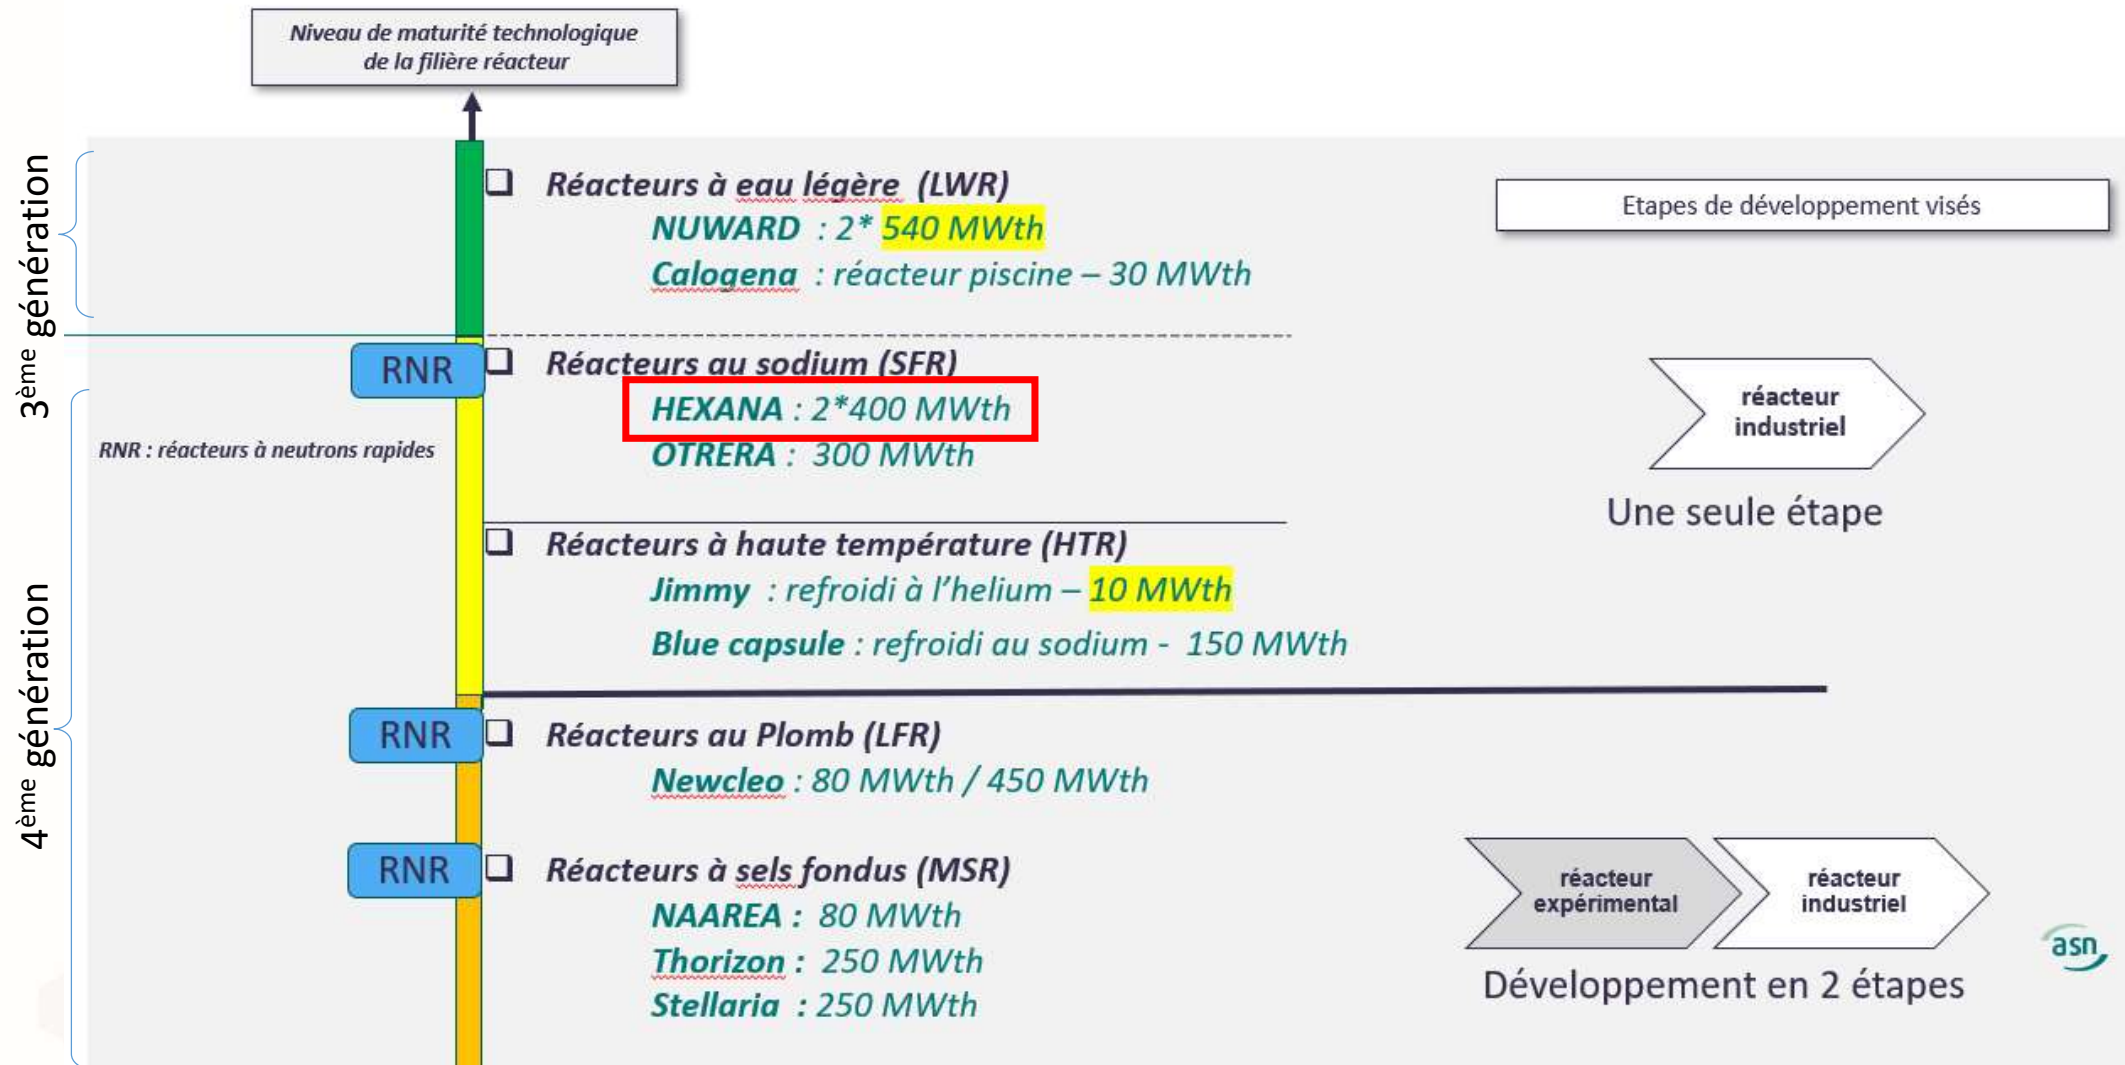 Niveau de maturité technologique
de la filière réacteur
3ème génération
Réacteurs à eau légère (LWR)
NUWARD : 2* 540 MWth
Calogena : réacteur piscine – 30 MWth
Etapes de développement visés
RNR
Réacteurs au sodium (SFR)
HEXANA : 2*400 MWth
OTRERA : 300 MWth
RNR : réacteurs à neutrons rapides
réacteur
industriel
Une seule étape
4ème génération
Réacteurs à haute température (HTR)
Jimmy : refroidi à l'helium – 10 MWth
Blue capsule : refroidi au sodium - 150 MWth
RNR
Réacteurs au Plomb (LFR)
Newcleo : 80 MWth / 450 MWth
RNR
Réacteurs à sels fondus (MSR)
NAAREA : 80 MWth
Thorizon : 250 MWth
Stellaria : 250 MWth
réacteur
expérimental
réacteur
industriel
Développement en 2 étapes
asn